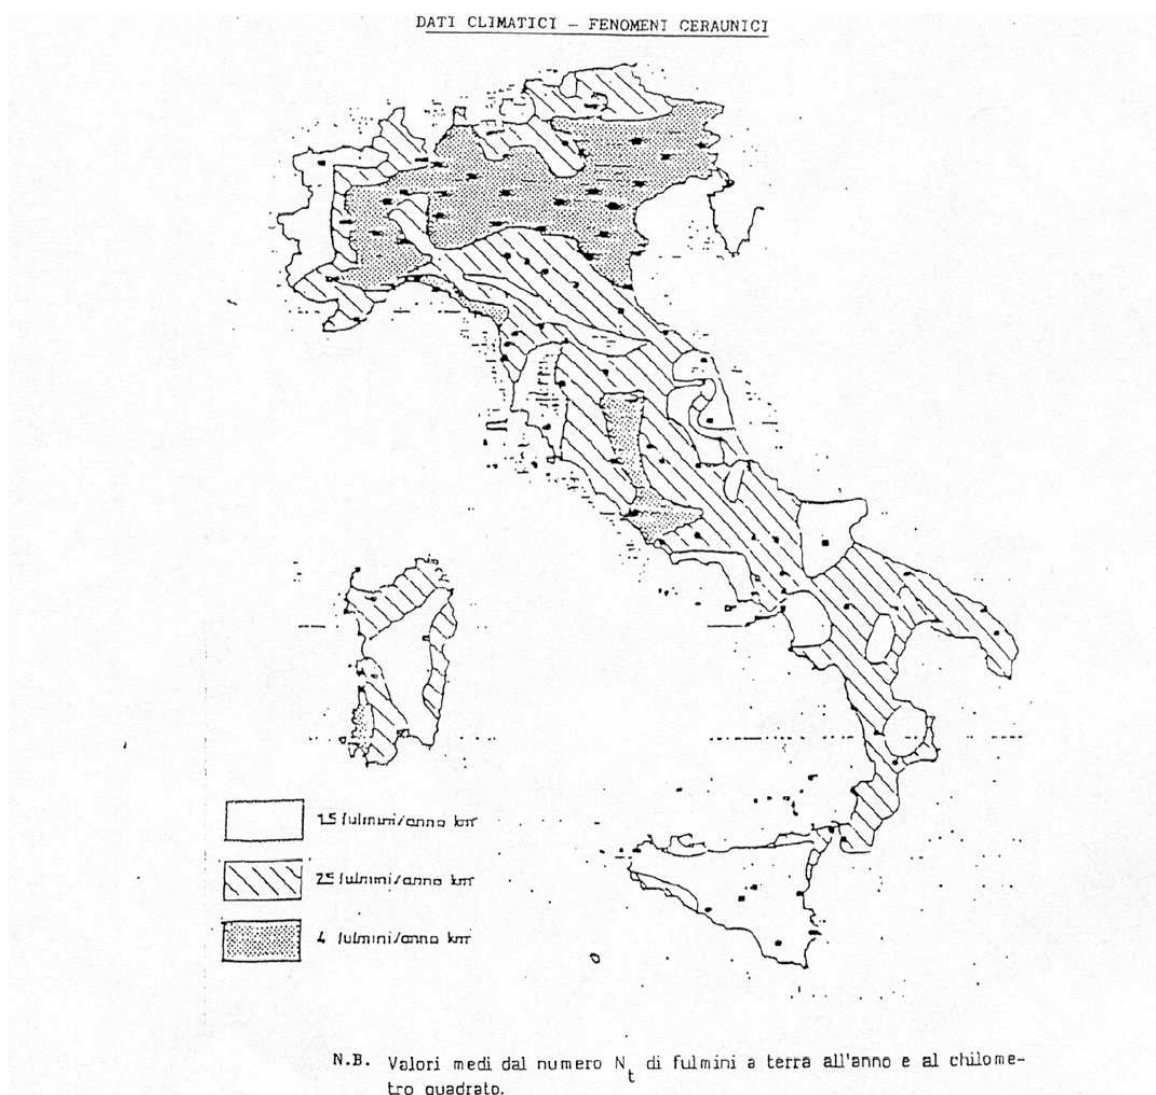 DATI CLIMATICI - FENOMENI CERAUNICI
1.5 fulmini/anno km²
2.5 fulmini/anno km²
4 fulmini/anno km²
N.B. Valori medi dal numero Nt di fulmini a terra all'anno e al chilome-
tro quadrato.